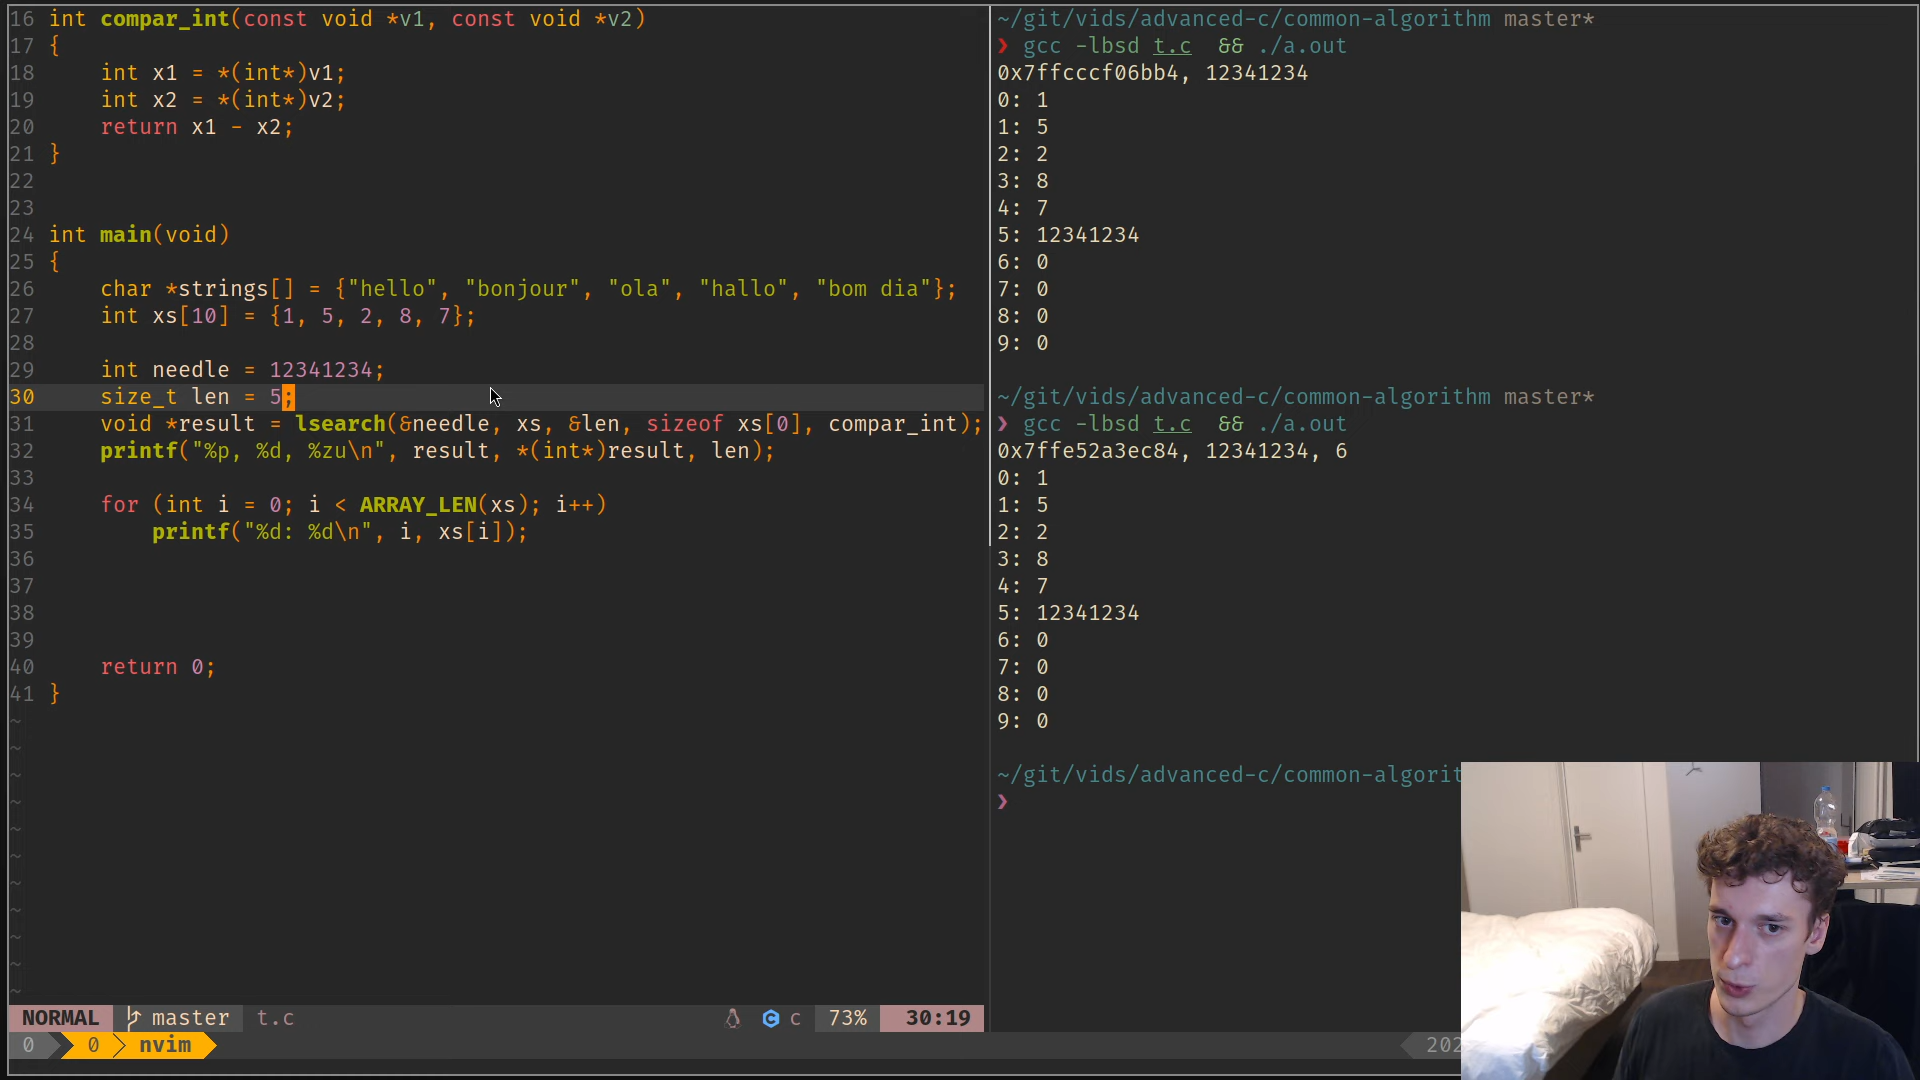 16 int compar_int(const void *v1, const void *v2)
17 {
18     int x1 = *(int*)v1;
19     int x2 = *(int*)v2;
20     return x1 - x2;
21 }
22
23
24 int main(void)
25 {
26     char *strings[] = {"hello", "bonjour", "ola", "hallo", "bom dia"};
27     int xs[10] = {1, 5, 2, 8, 7};
28
29     int needle = 12341234;
30     size_t len = 5;
31     void *result = lsearch(&needle, xs, &len, sizeof xs[0], compar_int);
32     printf("%p, %d, %zu\n", result, *(int*)result, len);
33
34     for (int i = 0; i < ARRAY_LEN(xs); i++)
35         printf("%d: %d\n", i, xs[i]);
36
37
38
39
40     return 0;
41 }
~
~
~
~
~
~
~
~
~
~
~
NORMAL master t.c c 73% 30:19
0 0 nvim 202
~/git/vids/advanced-c/common-algorithm master*
❯ gcc -lbsd t.c  && ./a.out
0x7ffcccf06bb4, 12341234
0: 1
1: 5
2: 2
3: 8
4: 7
5: 12341234
6: 0
7: 0
8: 0
9: 0
~/git/vids/advanced-c/common-algorithm master*
❯ gcc -lbsd t.c  && ./a.out
0x7ffe52a3ec84, 12341234, 6
0: 1
1: 5
2: 2
3: 8
4: 7
5: 12341234
6: 0
7: 0
8: 0
9: 0
~/git/vids/advanced-c/common-algorit
❯